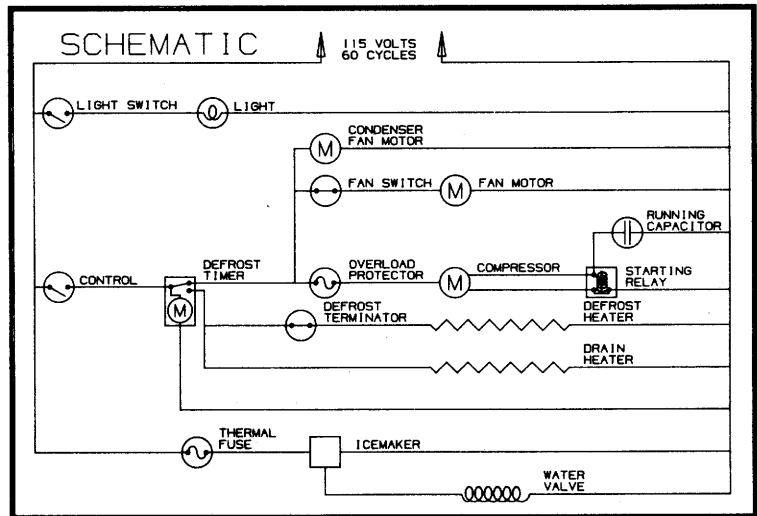 SCHEMATIC
115 VOLTS
60 CYCLES
LIGHT SWITCH
LIGHT
CONDENSER
FAN MOTOR
M
FAN SWITCH
M
FAN MOTOR
RUNNING
CAPACITOR
CONTROL
DEFROST
TIMER
M
OVERLOAD
PROTECTOR
M
COMPRESSOR
STARTING
RELAY
DEFROST
TERMINATOR
DEFROST
HEATER
DRAIN
HEATER
THERMAL
FUSE
ICEMAKER
WATER
VALVE